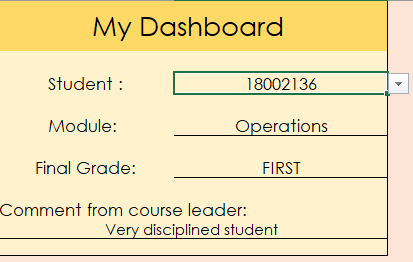 My Dashboard
Student : 18002136
Module: Operations
Final Grade: FIRST
Comment from course leader:
Very disciplined student